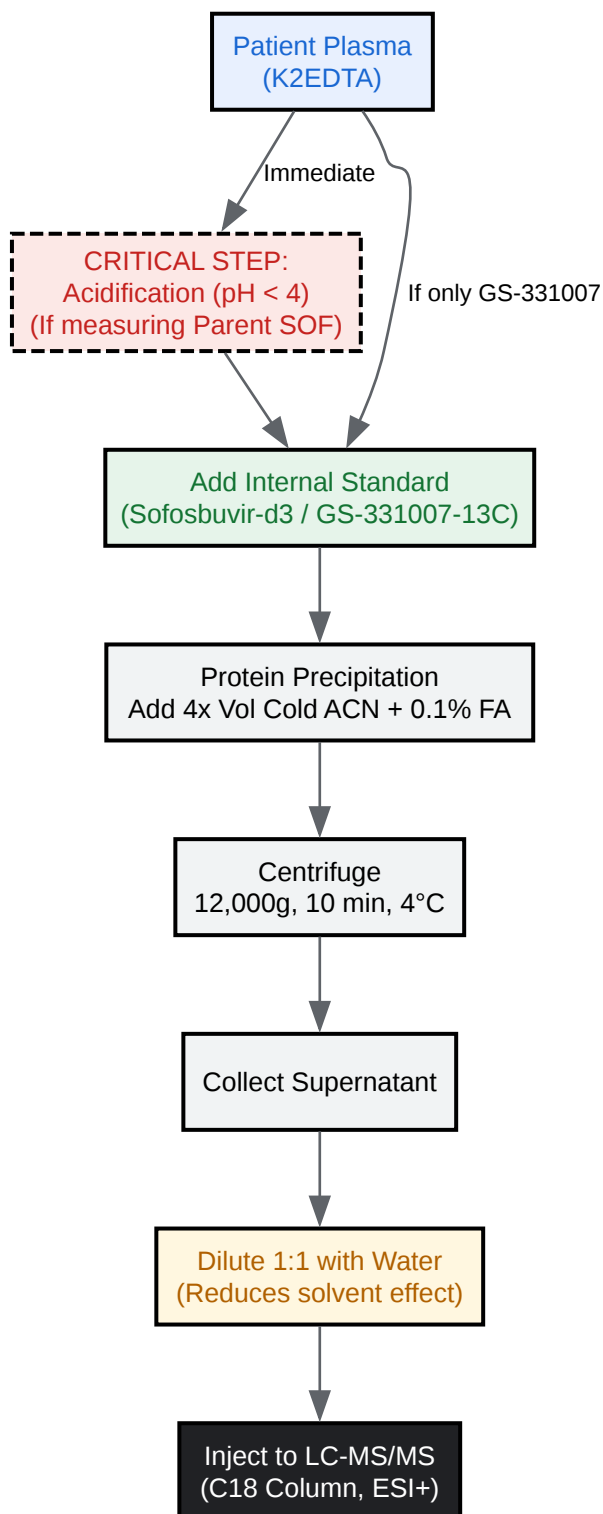 Patient Plasma
(K2EDTA)
Immediate
CRITICAL STEP:
Acidification (pH < 4)
(If measuring Parent SOF)
If only GS-331007
Add Internal Standard
(Sofosbuvir-d3 / GS-331007-13C)
Protein Precipitation
Add 4x Vol Cold ACN + 0.1% FA
Centrifuge
12,000g, 10 min, 4°C
Collect Supernatant
Dilute 1:1 with Water
(Reduces solvent effect)
Inject to LC-MS/MS
(C18 Column, ESI+)